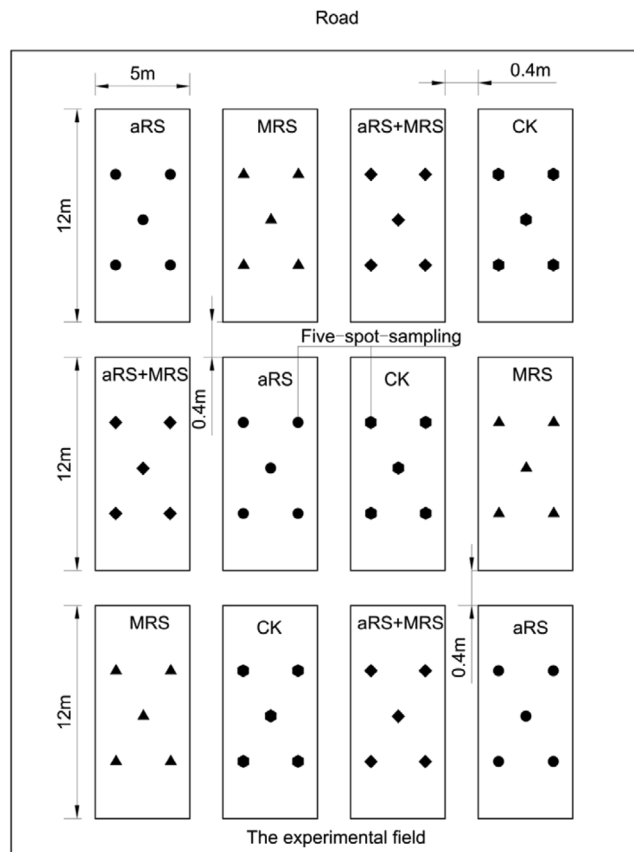 Road
5m
0.4m
aRS
MRS
aRS+MRS
CK
12m
Five-spot-sampling
aRS+MRS
aRS
CK
MRS
12m
0.4m
MRS
CK
aRS+MRS
aRS
12m
0.4m
The experimental field